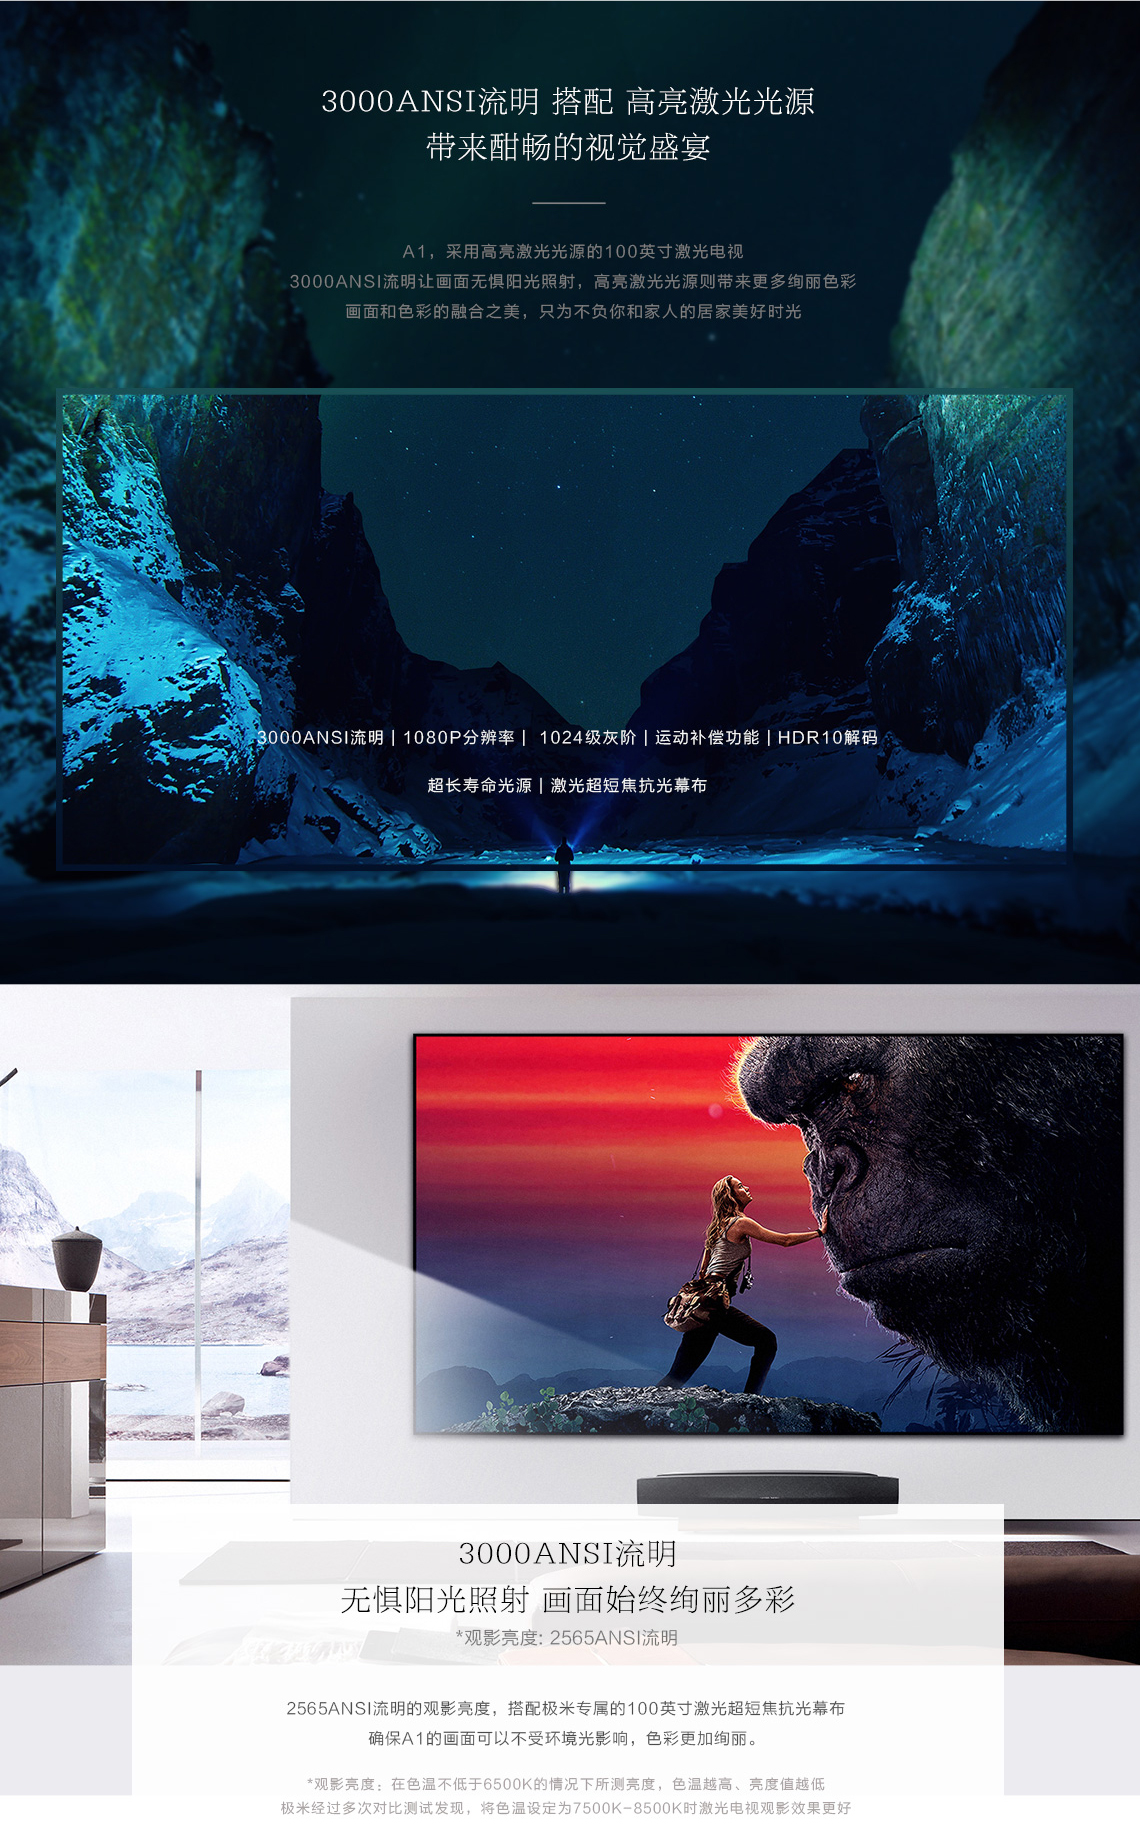 3000ANSI流明 搭配 高亮激光光源
带来酣畅的视觉盛宴
A1，采用高亮激光光源的100英寸激光电视
3000ANSI流明让画面无惧阳光照射，高亮激光光源则带来更多绚丽色彩
画面和色彩的融合之美，只为不负你和家人的居家美好时光
3000ANSI流明 | 1080P分辨率 | 1024级灰阶 | 运动补偿功能 | HDR10解码
超长寿命光源 | 激光超短焦抗光幕布
3000ANSI流明
无惧阳光照射 画面始终绚丽多彩
*观影亮度: 2565ANSI流明
2565ANSI流明的观影亮度，搭配极米专属的100英寸激光超短焦抗光幕布
确保A1的画面可以不受环境光影响，色彩更加绚丽。
*观影亮度：在色温不低于6500K的情况下所测亮度，色温越高、亮度值越低
极米经过多次对比测试发现，将色温设定为7500K-8500K时激光电视观影效果更好